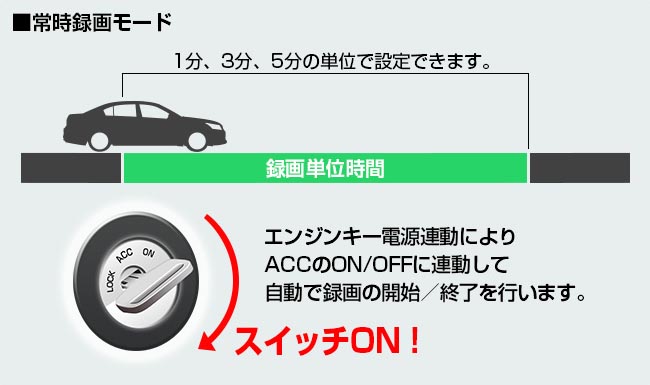 ■常時録画モード
1分、3分、5分の単位で設定できます。
録画単位時間
LOCK ACC ON
エンジンキー電源連動により
ACCのON/OFFに連動して
自動で録画の開始／終了を行います。
スイッチON！